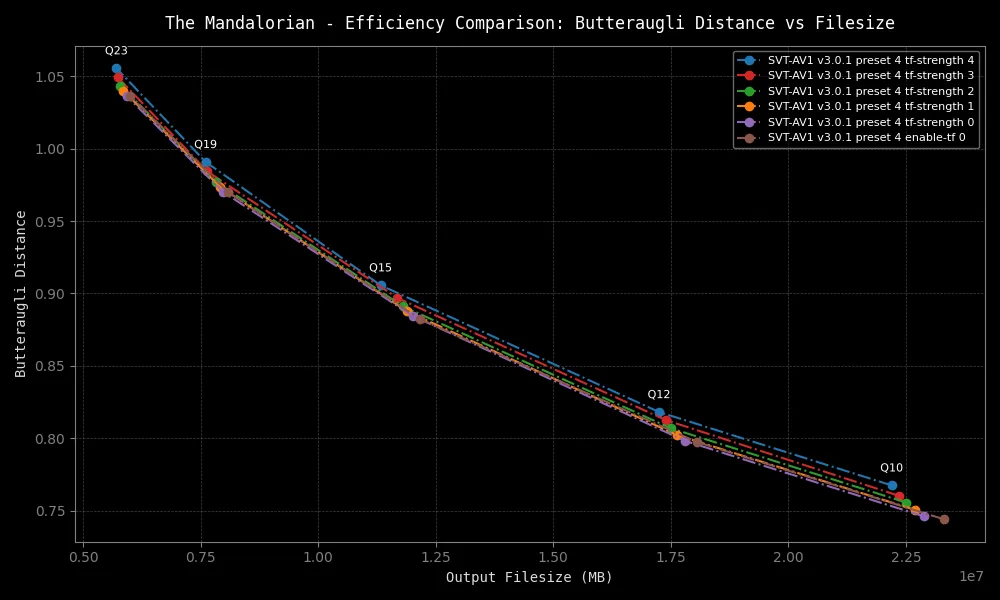 The Mandalorian - Efficiency Comparison: Butteraugli Distance vs Filesize
Q23
Q19
Q15
Q12
Q10
SVT-AV1 v3.0.1 preset 4 tf-strength 4
SVT-AV1 v3.0.1 preset 4 tf-strength 3
SVT-AV1 v3.0.1 preset 4 tf-strength 2
SVT-AV1 v3.0.1 preset 4 tf-strength 1
SVT-AV1 v3.0.1 preset 4 tf-strength 0
SVT-AV1 v3.0.1 preset 4 enable-tf 0
Butteraugli Distance
1.05
1.00
0.95
0.90
0.85
0.80
0.75
0.50 0.75 1.00 1.25 1.50 1.75 2.00 2.25
1e7
Output Filesize (MB)